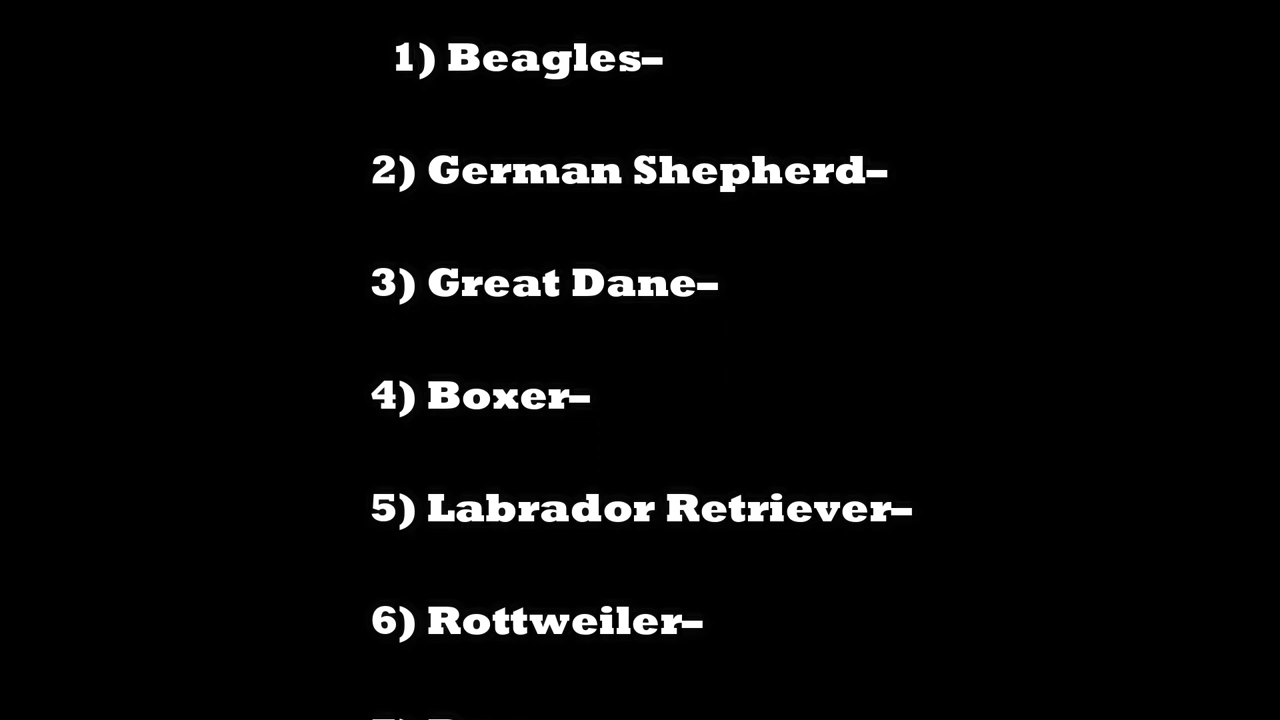 1) Beagles–
2) German Shepherd–
3) Great Dane–
4) Boxer–
5) Labrador Retriever–
6) Rottweiler–